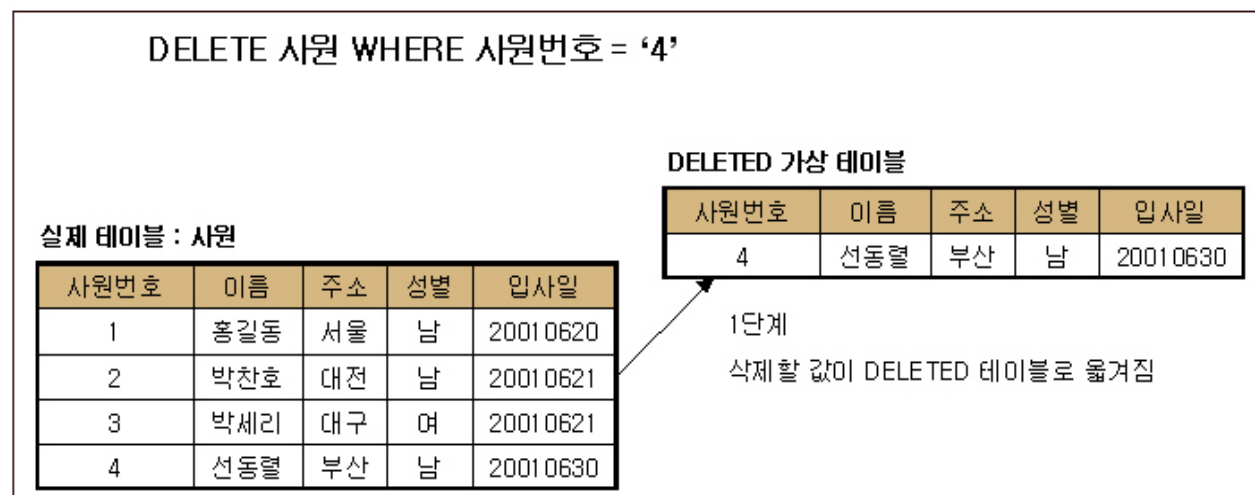 DELETE 사원 WHERE 사원번호 = ‘4’
DELETED 가상 테이블
사원번호 이름 주소 성별 입사일
4 선동렬 부산 남 20010630
실제 테이블 : 사원
사원번호 이름 주소 성별 입사일
1 홍길동 서울 남 20010620
2 박찬호 대전 남 20010621
3 박세리 대구 여 20010621
4 선동렬 부산 남 20010630
1단계
삭제할 값이 DELETED 테이블로 옮겨짐